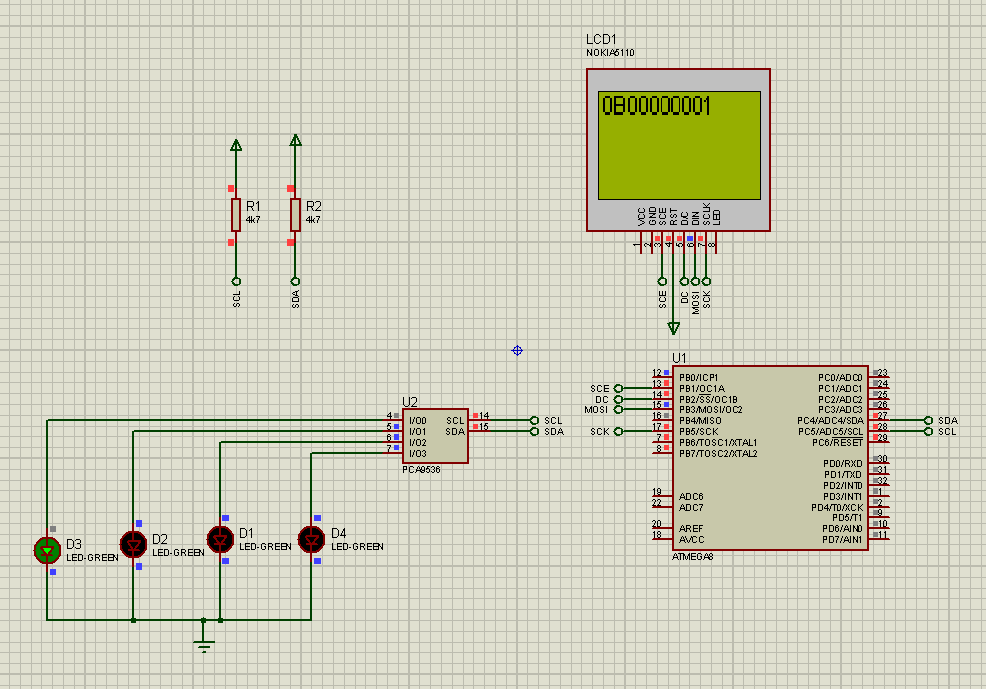 LCD1
NOKIA5110
0B00000001
VCC
GND
SCE
RST
D/C
DIN
SCLK
LED
1
2
3
4
5
6
7
8
SCE
DC
MOSI
SCK
R1
4k7
R2
4k7
SCL
SDA
U2
4 I/O0 SCL 14 SCL
5 I/O1 SDA 15 SDA
6 I/O2
7 I/O3
PCA9536
D3
LED-GREEN
D2
LED-GREEN
D1
LED-GREEN
D4
LED-GREEN
U1
12 PB0/ICP1 PC0/ADC0 23
SCE 13 PB1/OC1A PC1/ADC1 24
DC 14 PB2/SS/OC1B PC2/ADC2 25
MOSI 15 PB3/MOSI/OC2 PC3/ADC3 26
16 PB4/MISO PC4/ADC4/SDA 27 SDA
SCK 17 PB5/SCK PC5/ADC5/SCL 28 SCL
7 PB6/TOSC1/XTAL1 PC6/RESET 29
8 PB7/TOSC2/XTAL2
PD0/RXD 30
PD1/TXD 31
PD2/INT0 32
19 ADC6 PD3/INT1 1
22 ADC7 PD4/T0/XCK 2
PD5/T1 9
20 AREF PD6/AIN0 10
18 AVCC PD7/AIN1 11
ATMEGA8